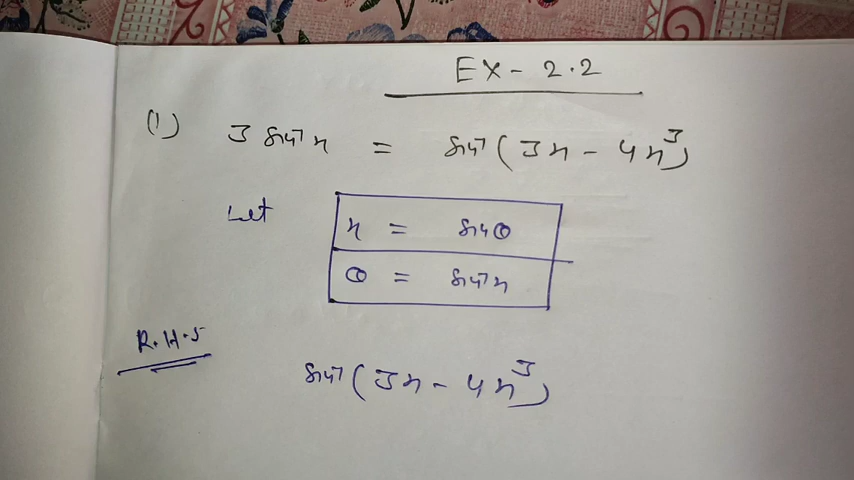 EX - 2.2
(1) 3 sin⁻¹x = sin⁻¹(3x - 4x³)
Let x = sinθ
θ = sin⁻¹x
R.H.S
sin⁻¹(3x - 4x³)